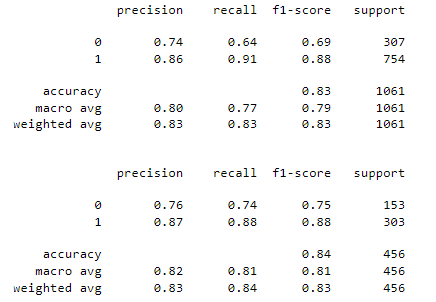 precision recall f1-score support
0 0.74 0.64 0.69 307
1 0.86 0.91 0.88 754
accuracy 0.83 1061
macro avg 0.80 0.77 0.79 1061
weighted avg 0.83 0.83 0.83 1061
precision recall f1-score support
0 0.76 0.74 0.75 153
1 0.87 0.88 0.88 303
accuracy 0.84 456
macro avg 0.82 0.81 0.81 456
weighted avg 0.83 0.84 0.83 456